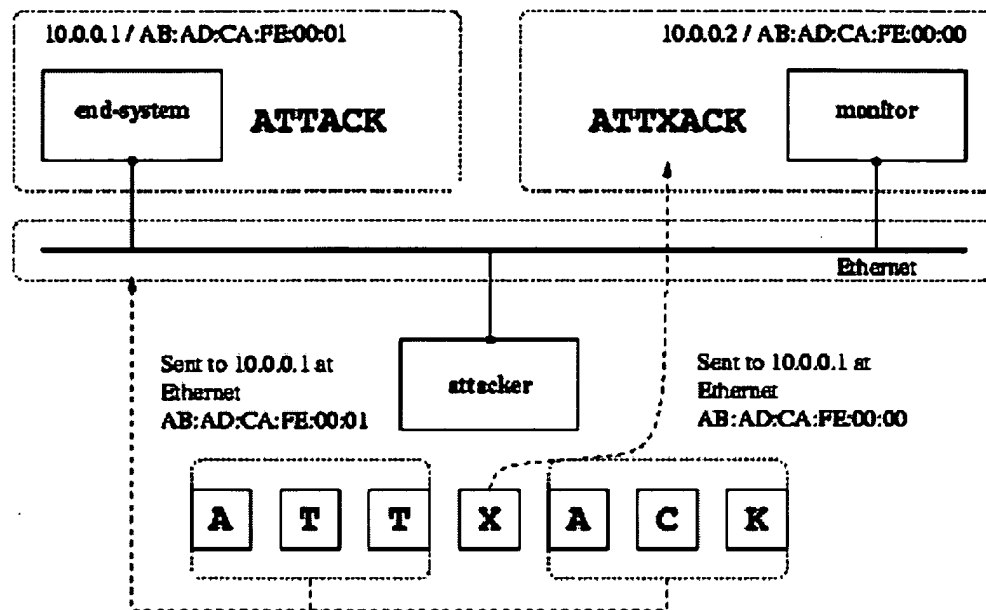 10.0.0.1 / AB:AD:CA:FE:00:01
10.0.0.2 / AB:AD:CA:FE:00:00
end-system
ATTACK
ATTXACK
monitor
Ethernet
Sent to 10.0.0.1 at
Ethernet
AB:AD:CA:FE:00:01
attacker
Sent to 10.0.0.1 at
Ethernet
AB:AD:CA:FE:00:00
A T T X A C K